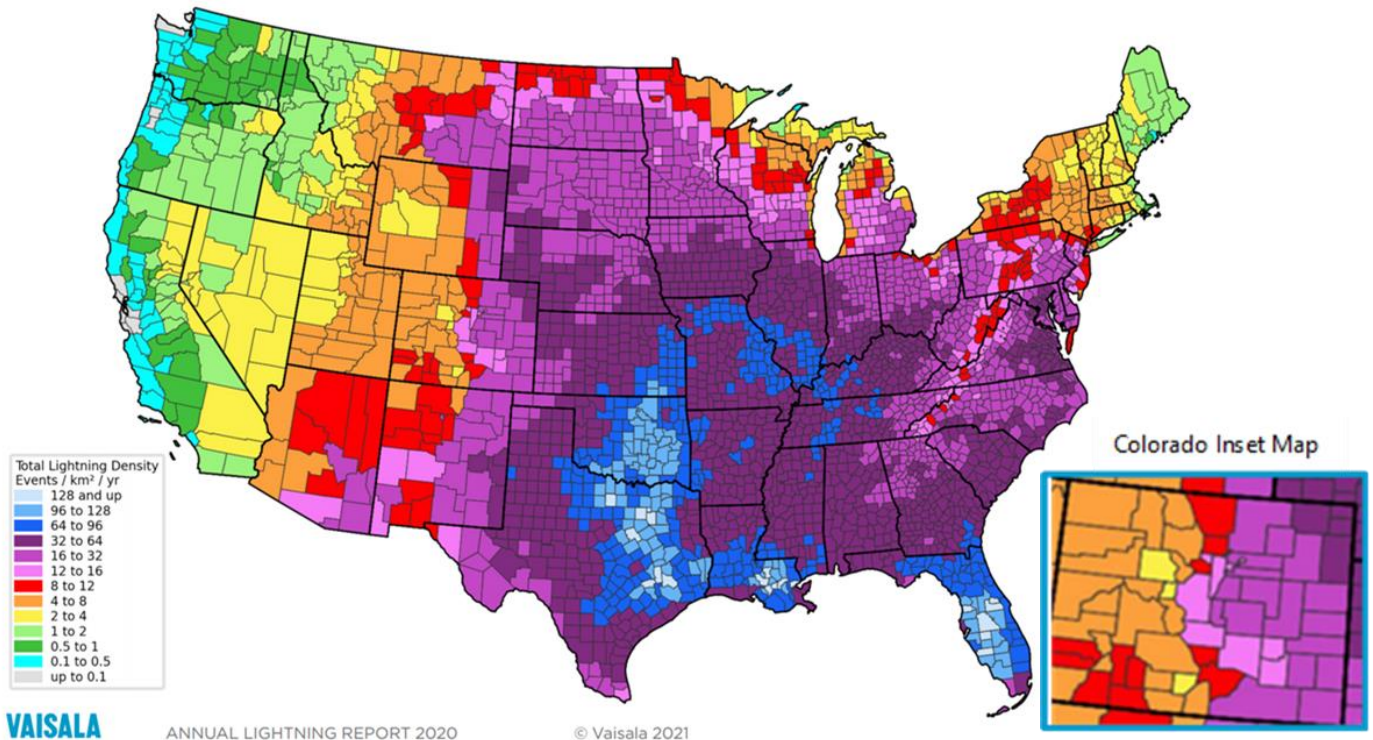 Colorado Inset Map
Total Lightning Density
Events / km² / yr
128 and up
96 to 128
64 to 96
32 to 64
16 to 32
12 to 16
8 to 12
4 to 8
2 to 4
1 to 2
0.5 to 1
0.1 to 0.5
up to 0.1
VAISALA ANNUAL LIGHTNING REPORT 2020 © Vaisala 2021